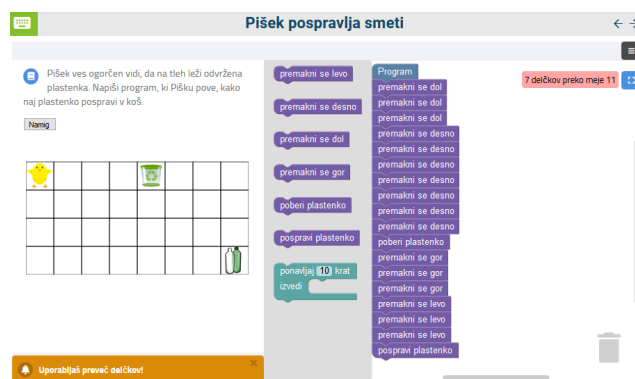 Pišek pospravlja smeti
Pišek ves ogorčen vidi, da na tleh leži odvržena
plastenka. Napiši program, ki Pišku pove, kako
naj plastenko pospravi v koš.
Namig
Uporabljaš preveč delčkov!
premakni se levo
premakni se desno
premakni se dol
premakni se gor
poberi plastenko
pospravi plastenko
ponavljaj 10 krat
izvedi
Program
premakni se dol
premakni se dol
premakni se dol
premakni se desno
premakni se desno
premakni se desno
premakni se desno
premakni se desno
premakni se desno
premakni se desno
poberi plastenko
premakni se gor
premakni se gor
premakni se gor
premakni se levo
premakni se levo
premakni se levo
pospravi plastenko
7 delčkov preko meje 11